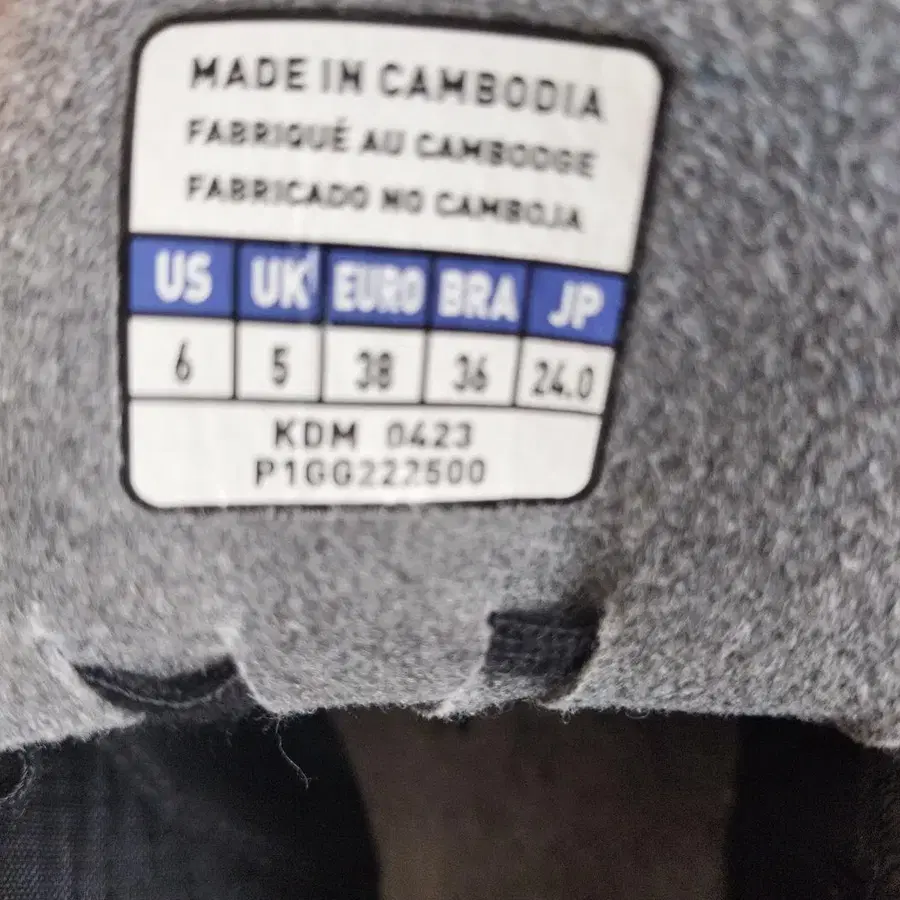 MADE IN CAMBODIA
FABRIQUÉ AU CAMBODGE
FABRICADO NO CAMBOJA
US UK EURO BRA JP
6 5 38 36 24.0
KDM 0423
P1GG222500